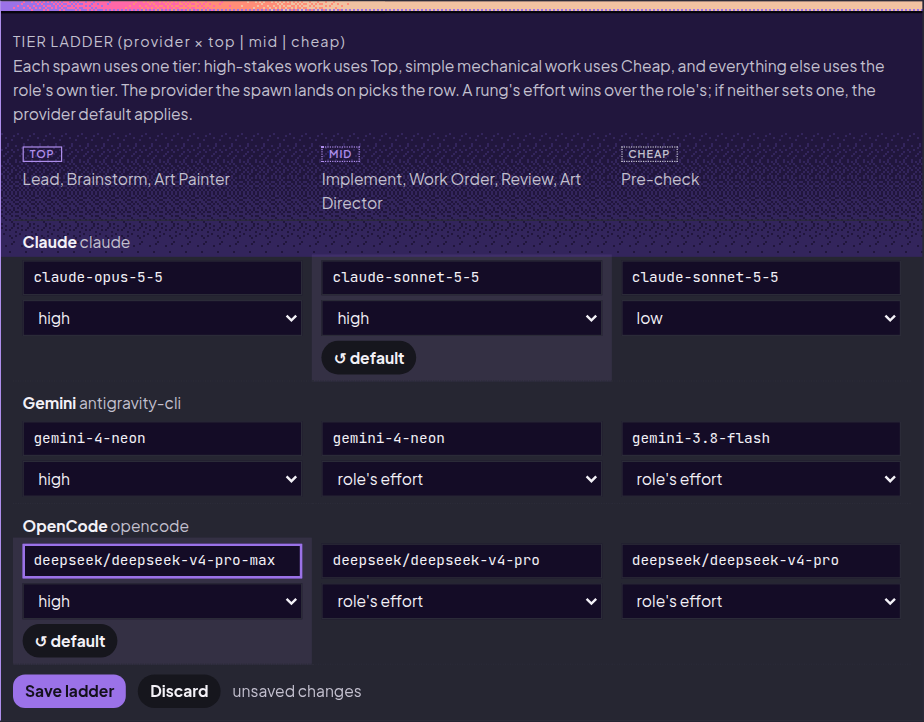 TIER LADDER (provider × top | mid | cheap)
Each spawn uses one tier: high-stakes work uses Top, simple mechanical work uses Cheap, and everything else uses the
role's own tier. The provider the spawn lands on picks the row. A rung's effort wins over the role's; if neither sets one, the
provider default applies.
TOP MID CHEAP
Lead, Brainstorm, Art Painter Implement, Work Order, Review, Art Pre-check
Director
Claude claude
claude-opus-5-5 claude-sonnet-5-5 claude-sonnet-5-5
high high low
↺ default
Gemini antigravity-cli
gemini-4-neon gemini-4-neon gemini-3.8-flash
high role's effort role's effort
OpenCode opencode
deepseek/deepseek-v4-pro-max deepseek/deepseek-v4-pro deepseek/deepseek-v4-pro
high role's effort role's effort
↺ default
Save ladder Discard unsaved changes